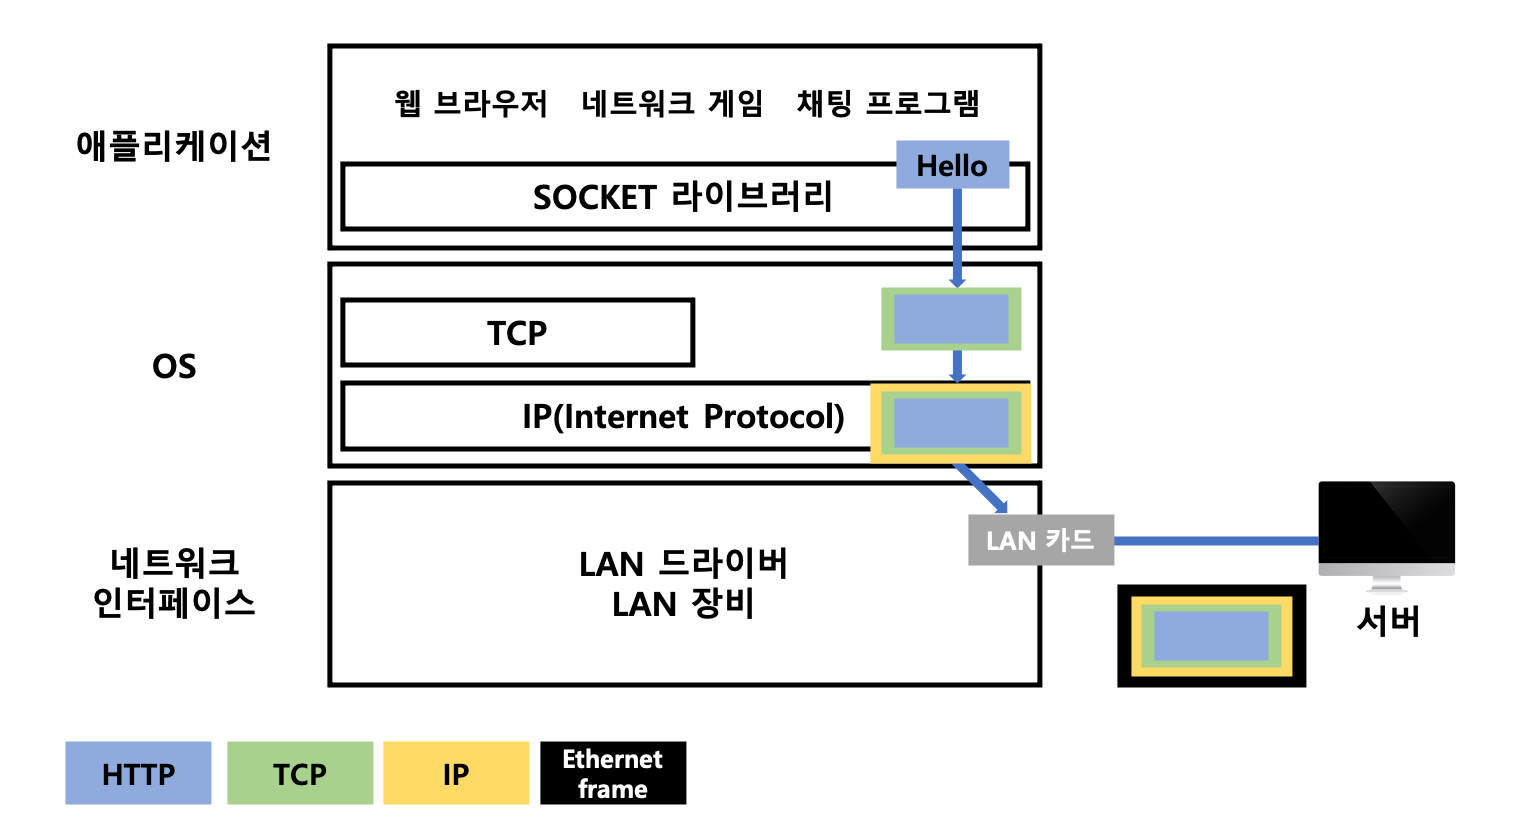 웹 브라우저 네트워크 게임 채팅 프로그램
애플리케이션
Hello
SOCKET 라이브러리
TCP
OS
IP(Internet Protocol)
LAN 카드
네트워크
인터페이스
LAN 드라이버
LAN 장비
서버
HTTP
TCP
IP
Ethernet
frame